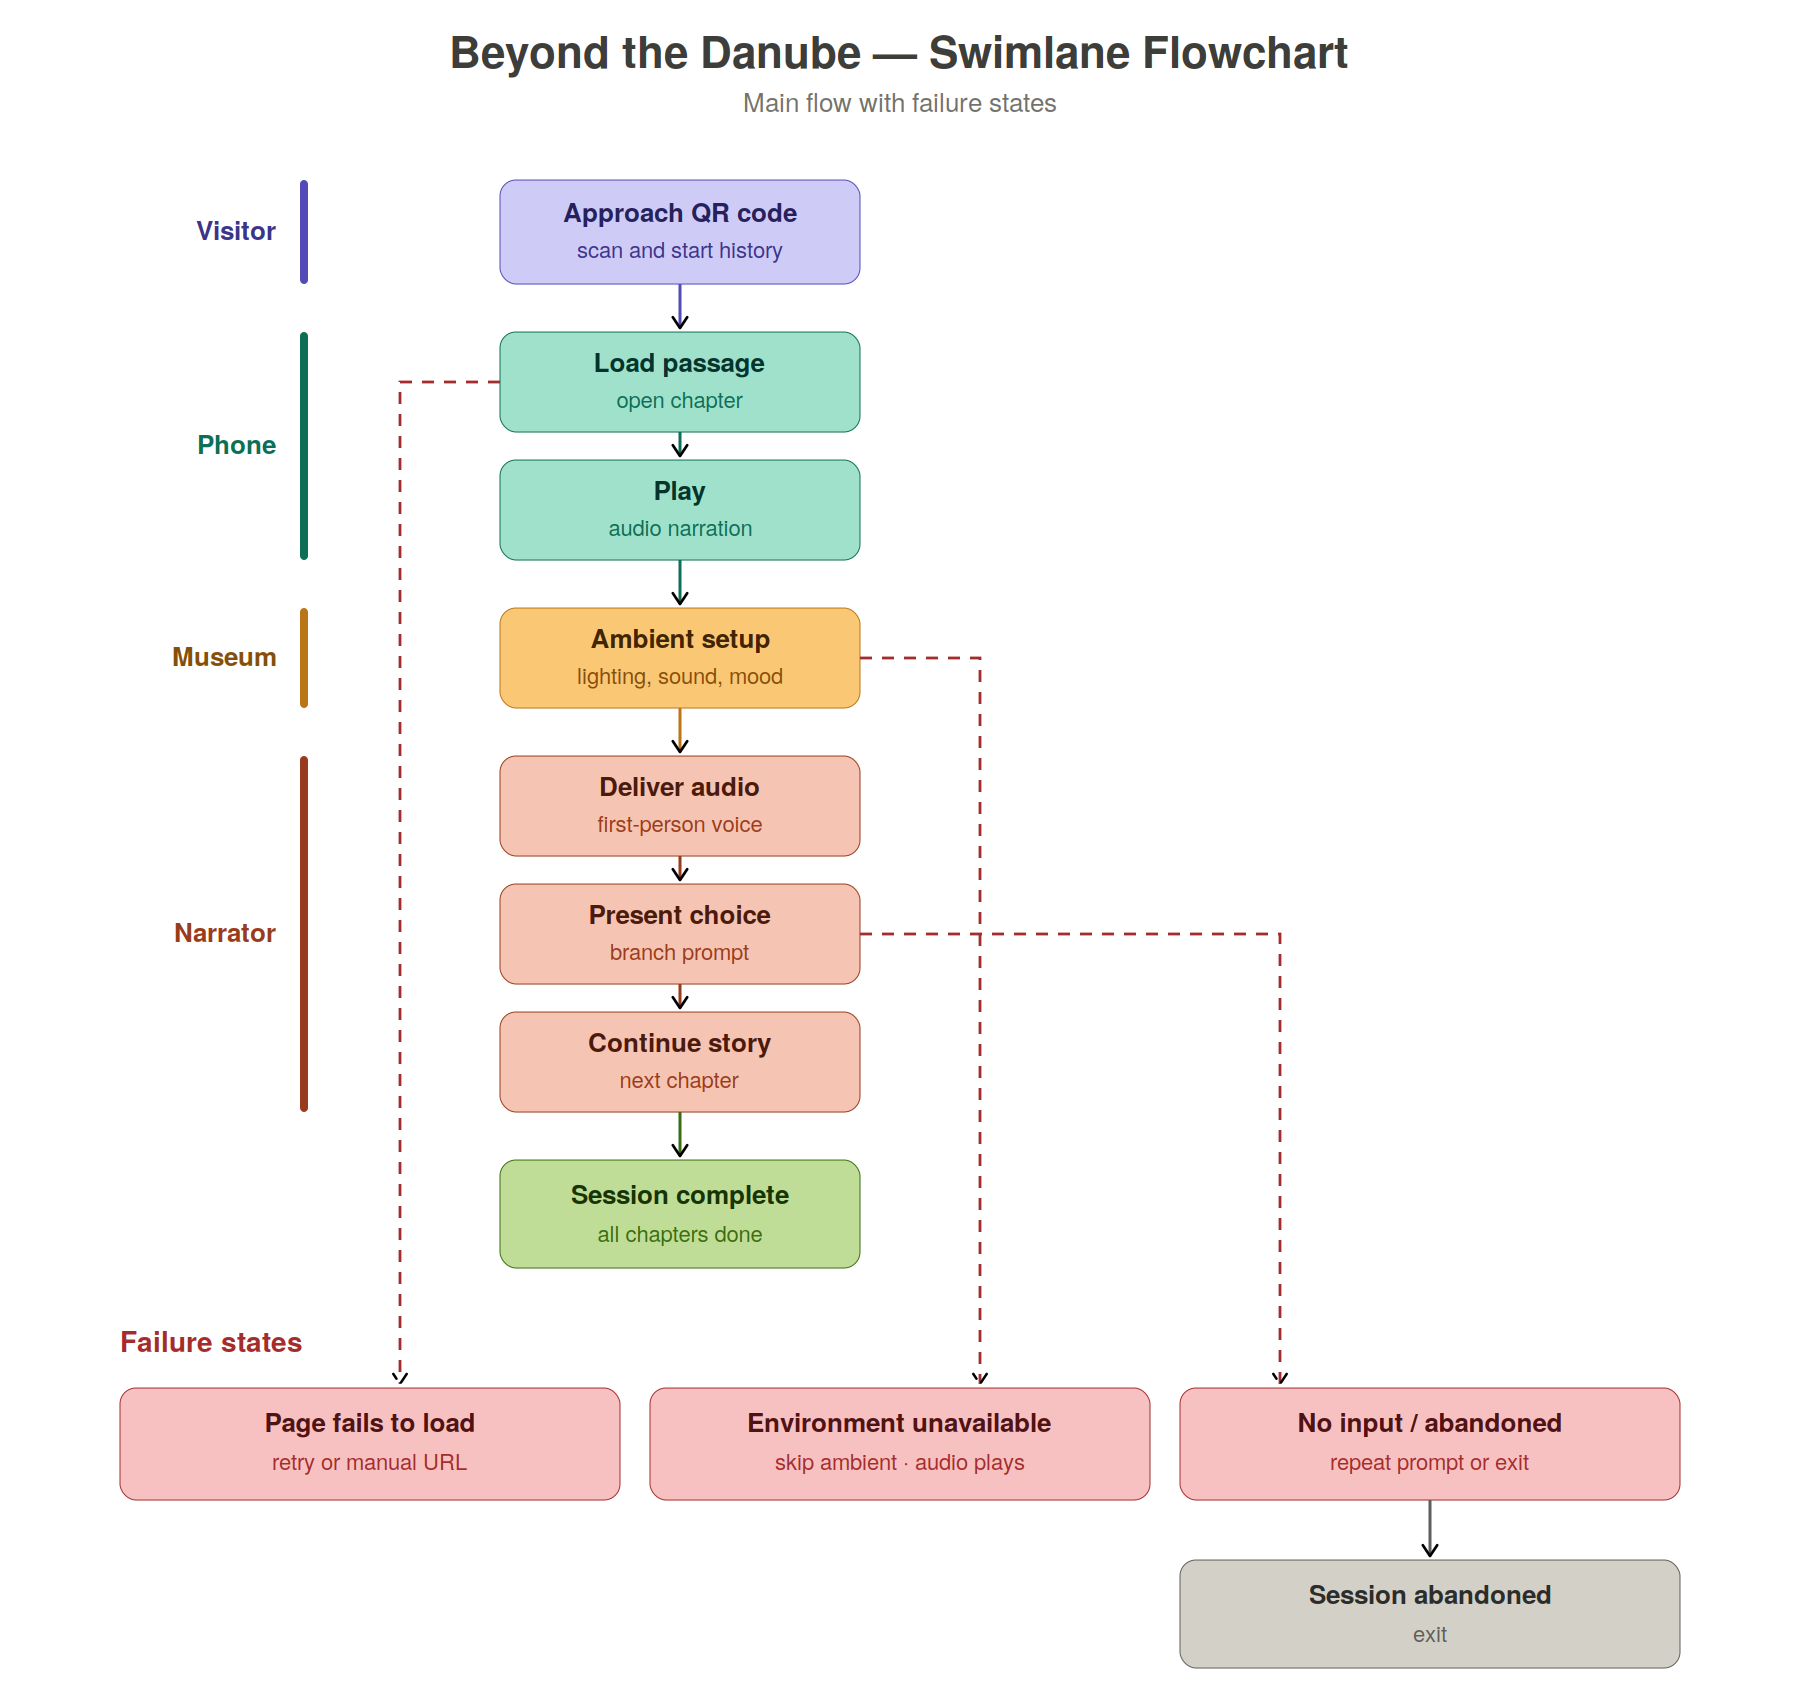 Beyond the Danube — Swimlane Flowchart
Main flow with failure states
Visitor
Approach QR code
scan and start history
Phone
Load passage
open chapter
Play
audio narration
Museum
Ambient setup
lighting, sound, mood
Narrator
Deliver audio
first-person voice
Present choice
branch prompt
Continue story
next chapter
Session complete
all chapters done
Failure states
Page fails to load
retry or manual URL
Environment unavailable
skip ambient · audio plays
No input / abandoned
repeat prompt or exit
Session abandoned
exit